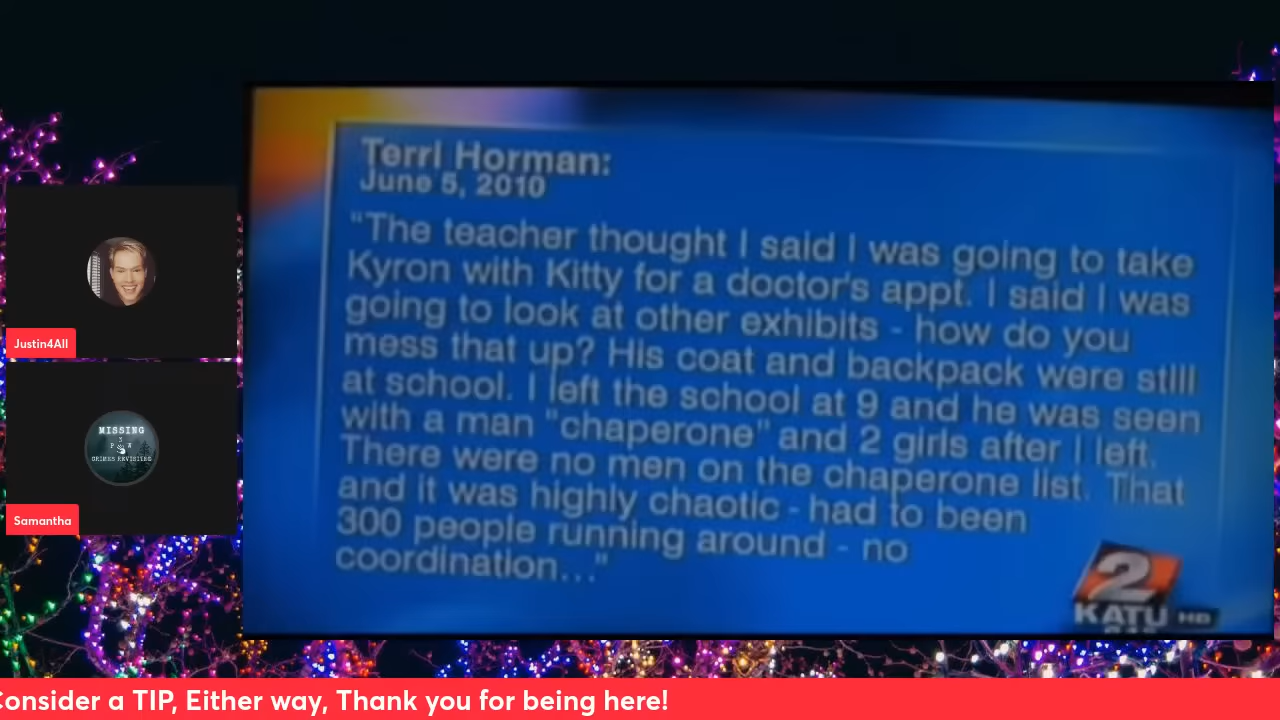 Terri Horman:
June 5, 2010
"The teacher thought I said I was going to take
Kyron with Kitty for a doctor's appt. I said I was
going to look at other exhibits - how do you
mess that up? His coat and backpack were still
at school. I left the school at 9 and he was seen
with a man "chaperone" and 2 girls after I left.
There were no men on the chaperone list. That
and it was highly chaotic - had to been
300 people running around - no
coordination..."
2
KATU HD
Justin4All
MISSING
CRIMES REVISITED
Samantha
Consider a TIP, Either way, Thank you for being here!